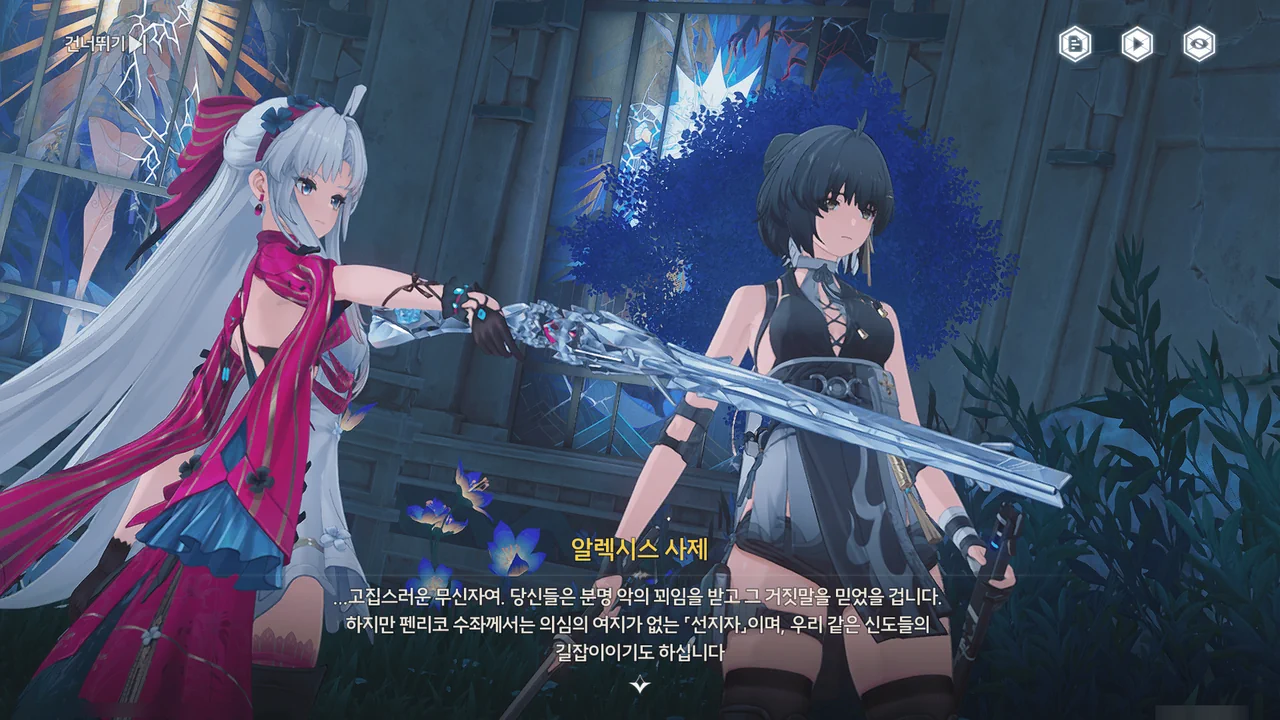 건너뛰기
알렉시스 사제
...고집스러운 무신자여. 당신들은 분명 악의 꾀임을 받고 그 거짓말을 믿었을 겁니다.
하지만 펜리코 수좌께서는 의심의 여지가 없는 「선지자」이며, 우리 같은 신도들의
길잡이이기도 하십니다